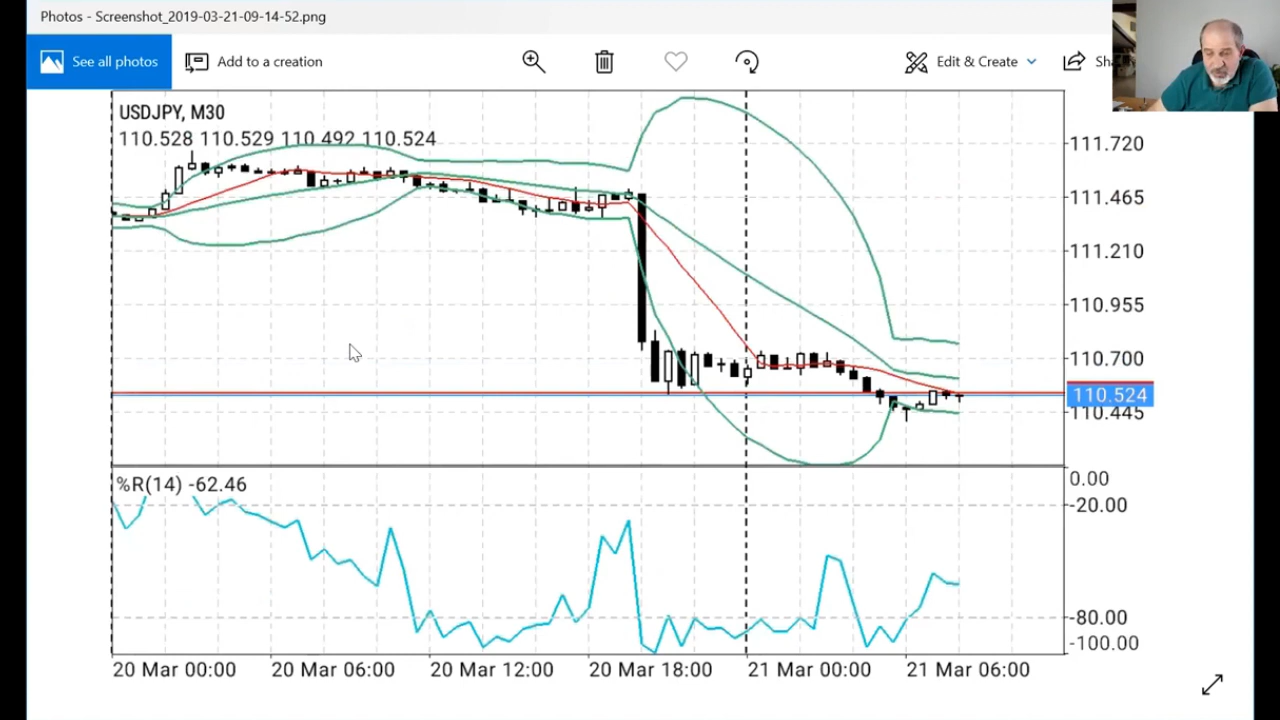 Photos - Screenshot_2019-03-21-09-14-52.png
See all photos
Add to a creation
Edit & Create
USDJPY, M30
110.528 110.529 110.492 110.524
111.720
111.465
111.210
110.955
110.700
110.524
110.445
%R(14) -62.46
0.00
-20.00
-80.00
-100.00
20 Mar 00:00 20 Mar 06:00 20 Mar 12:00 20 Mar 18:00 21 Mar 00:00 21 Mar 06:00